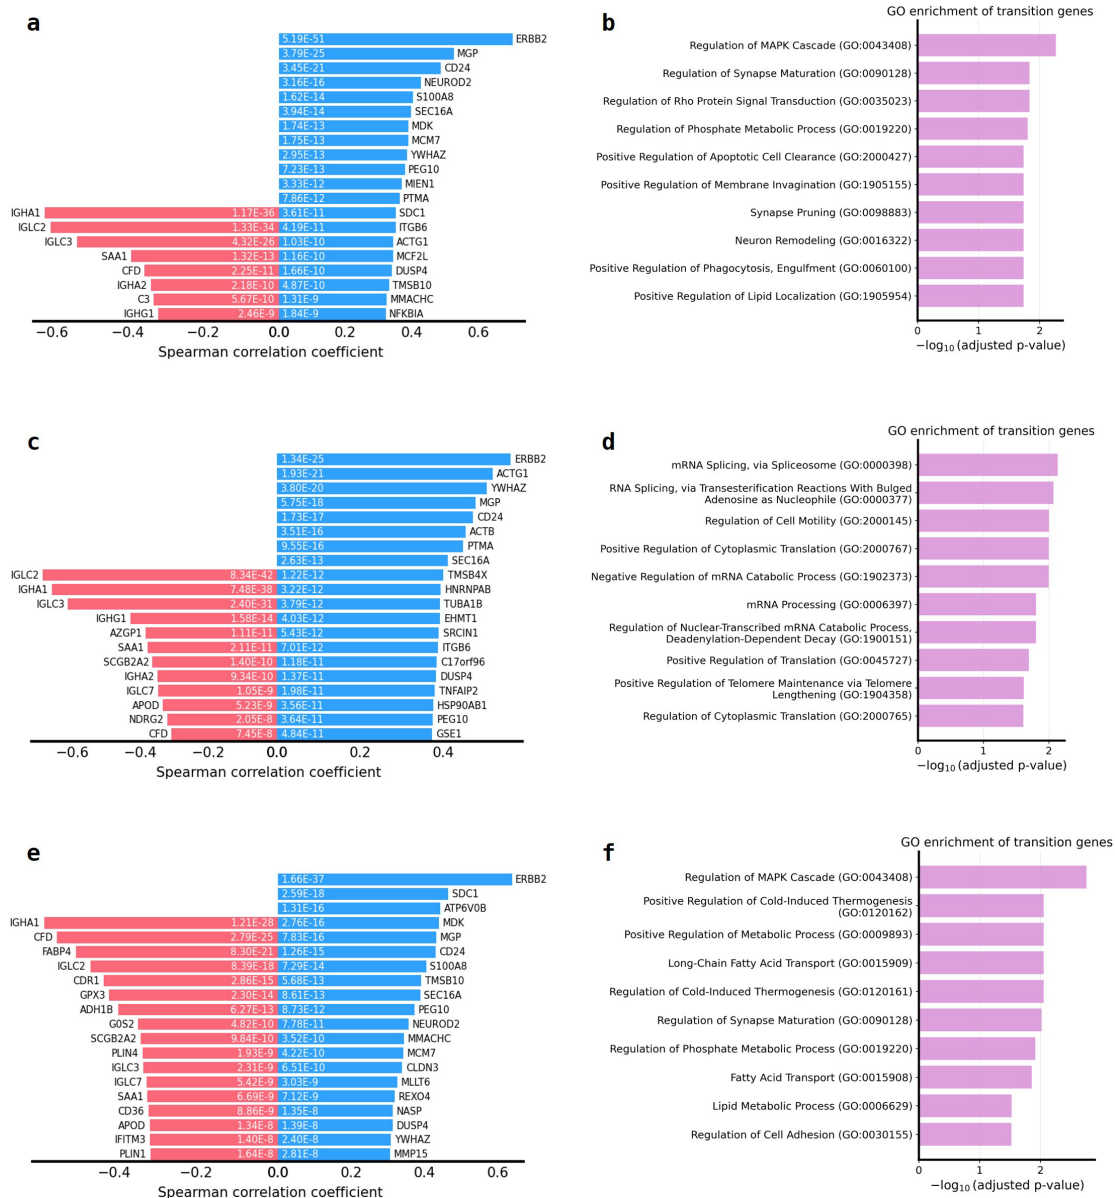 a
5.19E-51 ERBB2
3.79E-25 MGP
3.45E-21 CD24
3.16E-16 NEUROD2
1.62E-14 S100A8
3.94E-14 SEC16A
1.74E-13 MDK
1.75E-13 MCM7
2.95E-13 YWHAZ
7.23E-13 PEG10
3.33E-12 MIEN1
7.86E-12 PTMA
IGHA1 1.17E-36 3.61E-11 SDC1
IGLC2 1.33E-34 4.19E-11 ITGB6
IGLC3 4.32E-26 1.03E-10 ACTG1
SAA1 1.32E-13 1.16E-10 MCF2L
CFD 2.25E-11 1.66E-10 DUSP4
IGHA2 2.18E-10 4.87E-10 TMSB10
C3 5.67E-10 1.31E-9 MMACHC
IGHG1 2.46E-9 1.84E-9 NFKBIA
−0.6 −0.4 −0.2 0.0 0.2 0.4 0.6
Spearman correlation coefficient
b
GO enrichment of transition genes
Regulation of MAPK Cascade (GO:0043408)
Regulation of Synapse Maturation (GO:0090128)
Regulation of Rho Protein Signal Transduction (GO:0035023)
Regulation of Phosphate Metabolic Process (GO:0019220)
Positive Regulation of Apoptotic Cell Clearance (GO:2000427)
Positive Regulation of Membrane Invagination (GO:1905155)
Synapse Pruning (GO:0098883)
Neuron Remodeling (GO:0016322)
Positive Regulation of Phagocytosis, Engulfment (GO:0060100)
Positive Regulation of Lipid Localization (GO:1905954)
0 1 2
−log₁₀ (adjusted p-value)
c
1.34E-25 ERBB2
1.93E-21 ACTG1
3.80E-20 YWHAZ
5.75E-18 MGP
1.73E-17 CD24
3.51E-16 ACTB
9.55E-16 PTMA
2.63E-13 SEC16A
IGLC2 8.34E-42 1.22E-12 TMSB4X
IGHA1 7.48E-38 3.22E-12 HNRNPAB
IGLC3 2.40E-31 3.79E-12 TUBA1B
IGHG1 1.58E-14 4.03E-12 EHMT1
AZGP1 1.11E-11 5.43E-12 SRCIN1
SAA1 2.11E-11 7.01E-12 ITGB6
SCGB2A2 1.40E-10 1.18E-11 C17orf96
IGHA2 9.34E-10 1.37E-11 DUSP4
IGLC7 1.05E-9 1.98E-11 TNFAIP2
APOD 5.23E-9 3.56E-11 HSP90AB1
NDRG2 2.05E-8 3.64E-11 PEG10
CFD 7.45E-8 4.84E-11 GSE1
−0.6 −0.4 −0.2 0.0 0.2 0.4
Spearman correlation coefficient
d
GO enrichment of transition genes
mRNA Splicing, via Spliceosome (GO:0000398)
RNA Splicing, via Transesterification Reactions With Bulged
Adenosine as Nucleophile (GO:0000377)
Regulation of Cell Motility (GO:2000145)
Positive Regulation of Cytoplasmic Translation (GO:2000767)
Negative Regulation of mRNA Catabolic Process (GO:1902373)
mRNA Processing (GO:0006397)
Regulation of Nuclear-Transcribed mRNA Catabolic Process,
Deadenylation-Dependent Decay (GO:1900151)
Positive Regulation of Translation (GO:0045727)
Positive Regulation of Telomere Maintenance via Telomere
Lengthening (GO:1904358)
Regulation of Cytoplasmic Translation (GO:2000765)
0 1 2
−log₁₀ (adjusted p-value)
e
1.66E-37 ERBB2
2.59E-18 SDC1
1.31E-16 ATP6V0B
IGHA1 1.21E-28 2.76E-16 MDK
CFD 2.79E-25 7.83E-16 MGP
FABP4 8.30E-21 1.26E-15 CD24
IGLC2 8.39E-18 7.29E-14 S100A8
CDR1 2.86E-15 5.68E-13 TMSB10
GPX3 2.30E-14 8.61E-13 SEC16A
ADH1B 6.27E-13 8.73E-12 PEG10
G0S2 4.82E-10 7.78E-11 NEUROD2
SCGB2A2 9.84E-10 3.52E-10 MMACHC
PLIN4 1.93E-9 4.22E-10 MCM7
IGLC3 2.31E-9 6.51E-10 CLDN3
IGLC7 5.42E-9 3.03E-9 MLLT6
SAA1 6.69E-9 7.12E-9 REXO4
CD36 8.86E-9 1.35E-8 NASP
APOD 1.34E-8 1.39E-8 DUSP4
IFITM3 1.40E-8 2.40E-8 YWHAZ
PLIN1 1.64E-8 2.81E-8 MMP15
−0.4 −0.2 0.0 0.2 0.4 0.6
Spearman correlation coefficient
f
GO enrichment of transition genes
Regulation of MAPK Cascade (GO:0043408)
Positive Regulation of Cold-Induced Thermogenesis
(GO:0120162)
Positive Regulation of Metabolic Process (GO:0009893)
Long-Chain Fatty Acid Transport (GO:0015909)
Regulation of Cold-Induced Thermogenesis (GO:0120161)
Regulation of Synapse Maturation (GO:0090128)
Regulation of Phosphate Metabolic Process (GO:0019220)
Fatty Acid Transport (GO:0015908)
Lipid Metabolic Process (GO:0006629)
Regulation of Cell Adhesion (GO:0030155)
0 1 2
−log₁₀ (adjusted p-value)